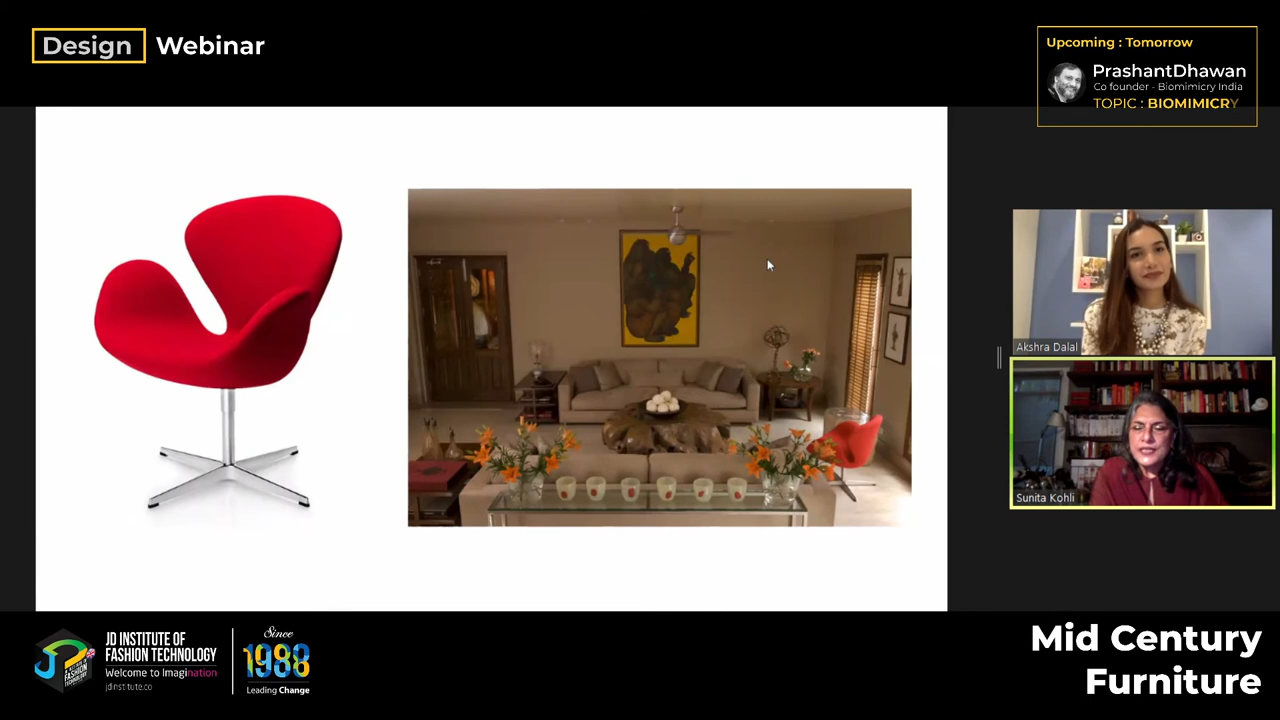 Design Webinar
Upcoming : Tomorrow
PrashantDhawan
Co founder - Biomimicry India
TOPIC : BIOMIMICRY
Akshra Dalal
Sunita Kohli
JD INSTITUTE OF
FASHION TECHNOLOGY
Welcome to Imagination
jdinstitute.co
Since
1988
Leading Change
Mid Century
Furniture